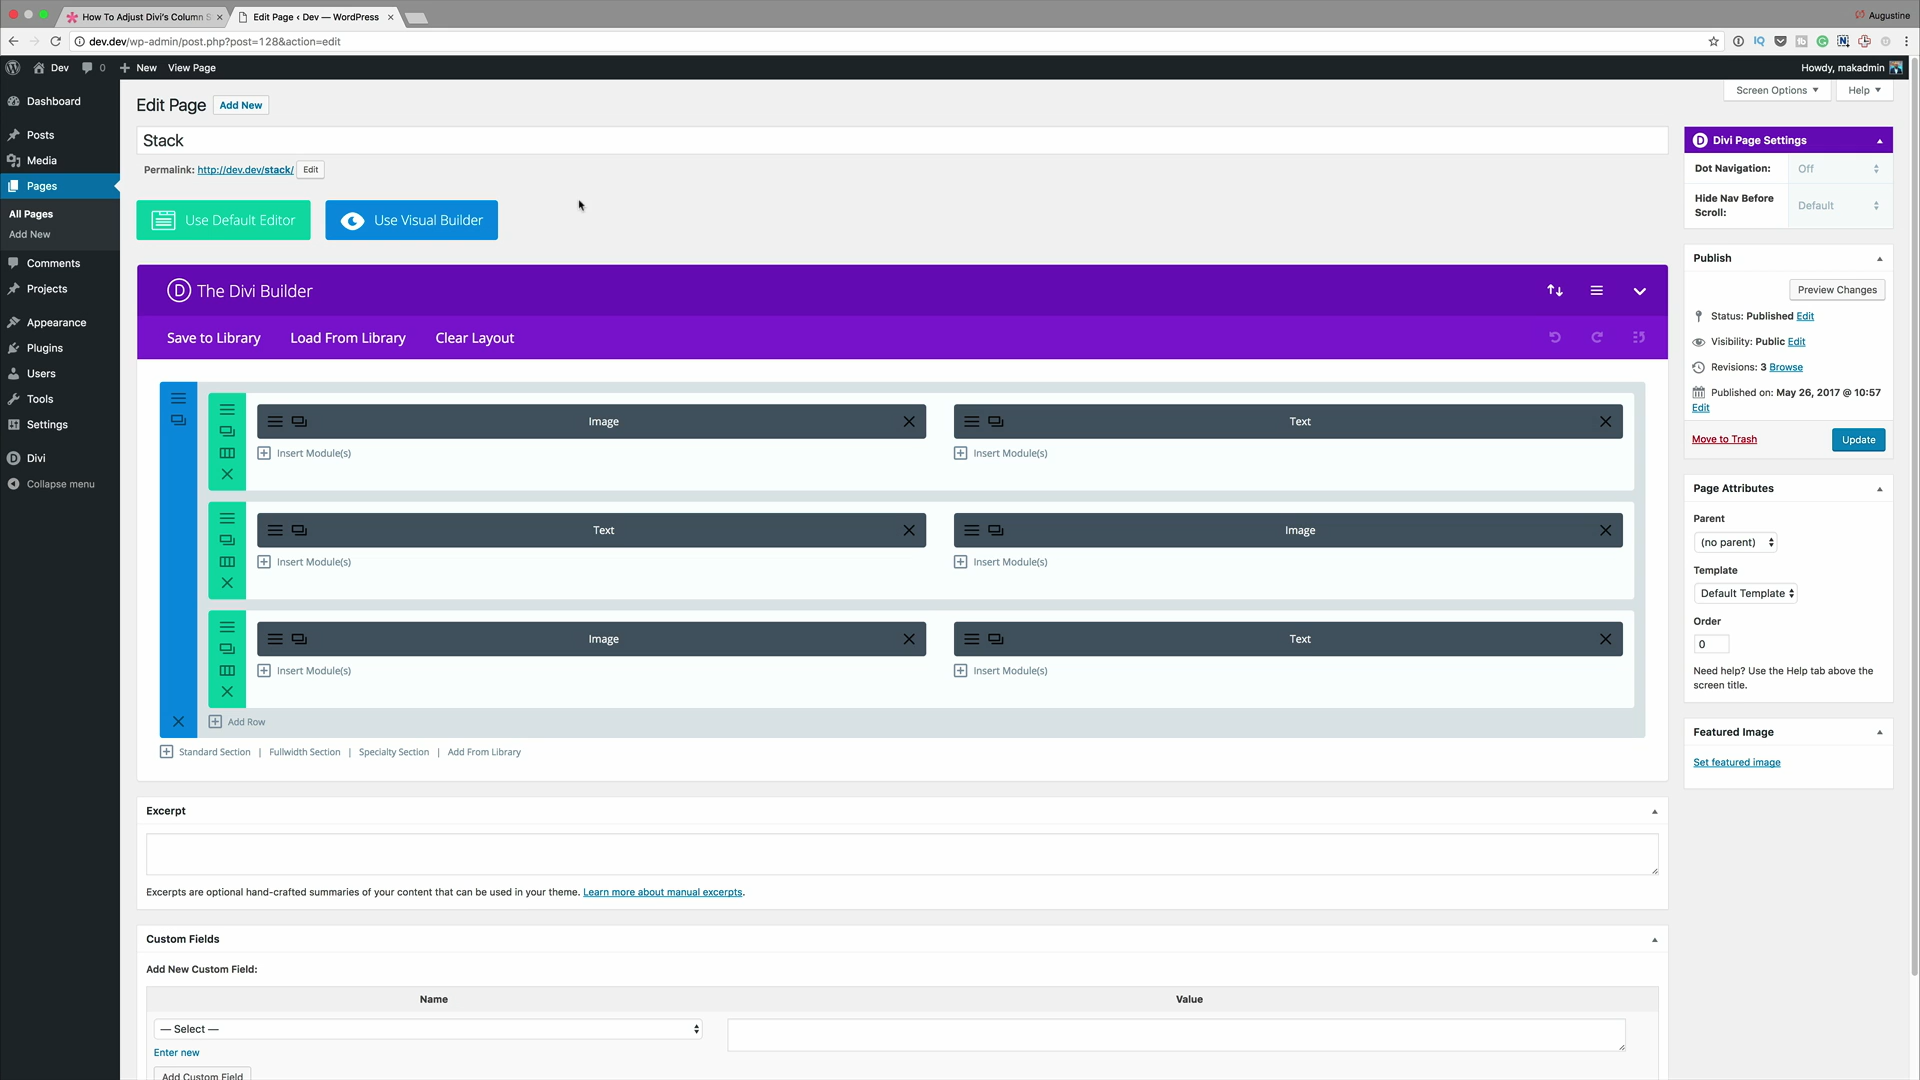 How To Adjust Divi's Column S
Edit Page ‹ Dev — WordPress
Augustine
dev.dev/wp-admin/post.php?post=128&action=edit
Dev
0
New
View Page
Howdy, makadmin
Dashboard
Posts
Media
Pages
All Pages
Add New
Comments
Projects
Appearance
Plugins
Users
Tools
Settings
Divi
Collapse menu
Screen Options
Help
Edit Page
Add New
Stack
Permalink: http://dev.dev/stack/
Edit
Use Default Editor
Use Visual Builder
The Divi Builder
Save to Library
Load From Library
Clear Layout
Image
Text
Insert Module(s)
Insert Module(s)
Text
Image
Insert Module(s)
Insert Module(s)
Image
Text
Insert Module(s)
Insert Module(s)
Add Row
Standard Section | Fullwidth Section | Specialty Section | Add From Library
Excerpt
Excerpts are optional hand-crafted summaries of your content that can be used in your theme. Learn more about manual excerpts.
Custom Fields
Add New Custom Field:
Name
Value
— Select —
Enter new
Add Custom Field
Divi Page Settings
Dot Navigation:
Off
Hide Nav Before
Scroll:
Default
Publish
Preview Changes
Status: Published Edit
Visibility: Public Edit
Revisions: 3 Browse
Published on: May 26, 2017 @ 10:57
Edit
Move to Trash
Update
Page Attributes
Parent
(no parent)
Template
Default Template
Order
0
Need help? Use the Help tab above the
screen title.
Featured Image
Set featured image